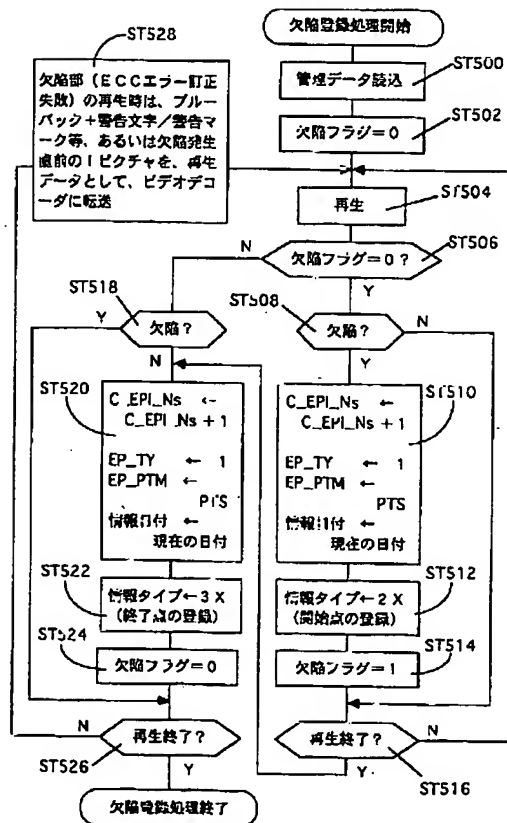 欠陥登録処理開始
ST528
欠陥部(ECCエラー訂正
失敗)の再生時は、ブルー
バック+警告文字/警告マ
ーク等、あるいは欠陥発生
直前のIピクチャを、再生
データとして、ビデオデコ
ーダに転送
管理データ読込
ST500
欠陥フラグ=0
ST502
再生
ST504
欠陥フラグ=0?
ST506
N
Y
ST518
欠陥?
Y
N
ST508
欠陥?
N
Y
ST520
C_EPI_Ns ←
C_EPI_Ns + 1
EP_TY ← 1
EP_PTM ←
PTS
情報日付 ←
現在の日付
ST510
C_EPI_Ns ←
C_EPI_Ns + 1
EP_TY ← 1
EP_PTM ←
PTS
情報日付 ←
現在の日付
ST522
情報タイプ←3X
(終了点の登録)
ST512
情報タイプ←2X
(開始点の登録)
ST524
欠陥フラグ=0
ST514
欠陥フラグ=1
N
再生終了?
ST526
Y
再生終了?
N
ST516
Y
欠陥登録処理終了